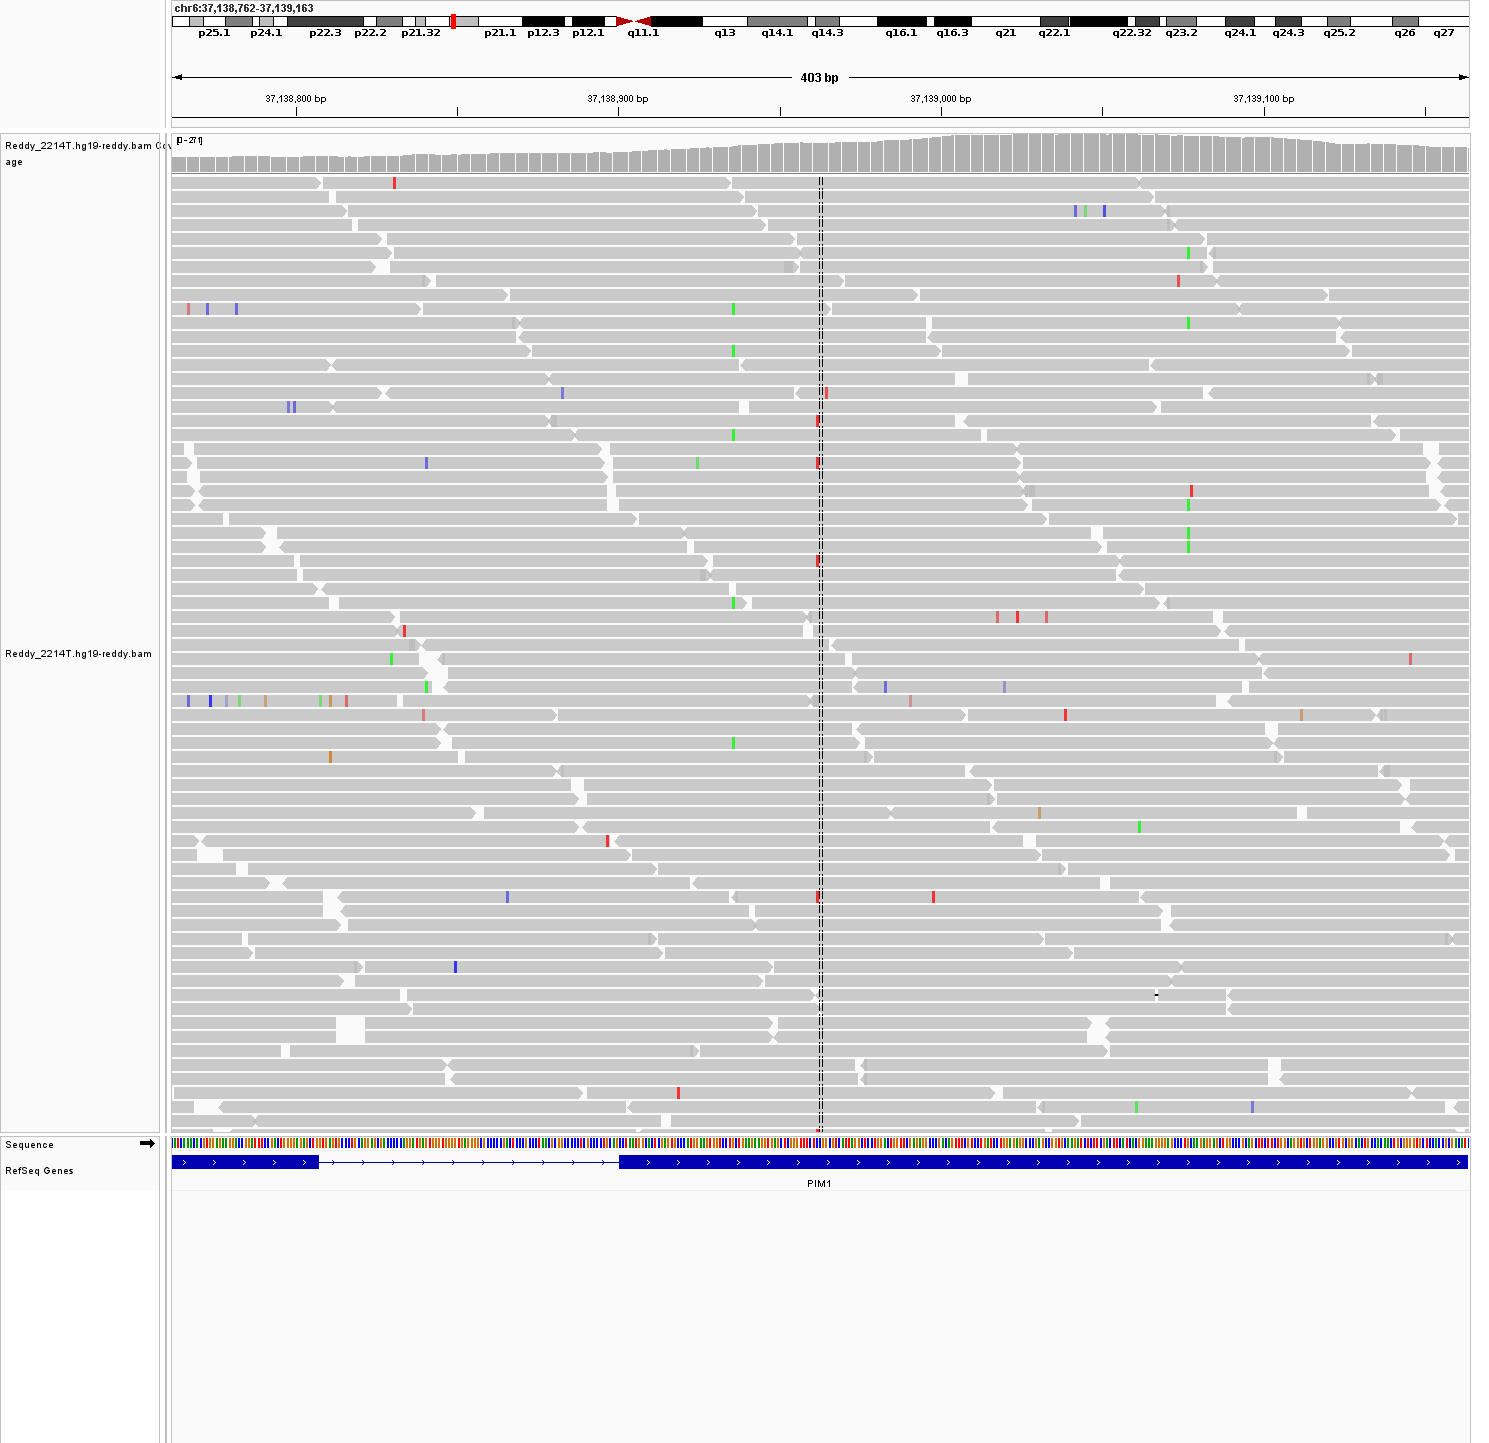 chr6:37,138,762-37,139,163
p25.1 p24.1 p22.3 p22.2 p21.32 p21.1 p12.3 p12.1 q11.1 q13 q14.1 q14.3 q16.1 q16.3 q21 q22.1 q22.32 q23.2 q24.1 q24.3 q25.2 q26 q27
403 bp
37,138,800 bp 37,138,900 bp 37,139,000 bp 37,139,100 bp
[0 - 271]
Reddy_2214T.hg19-reddy.bam Cov
age
Reddy_2214T.hg19-reddy.bam
Sequence
RefSeq Genes
PIM1